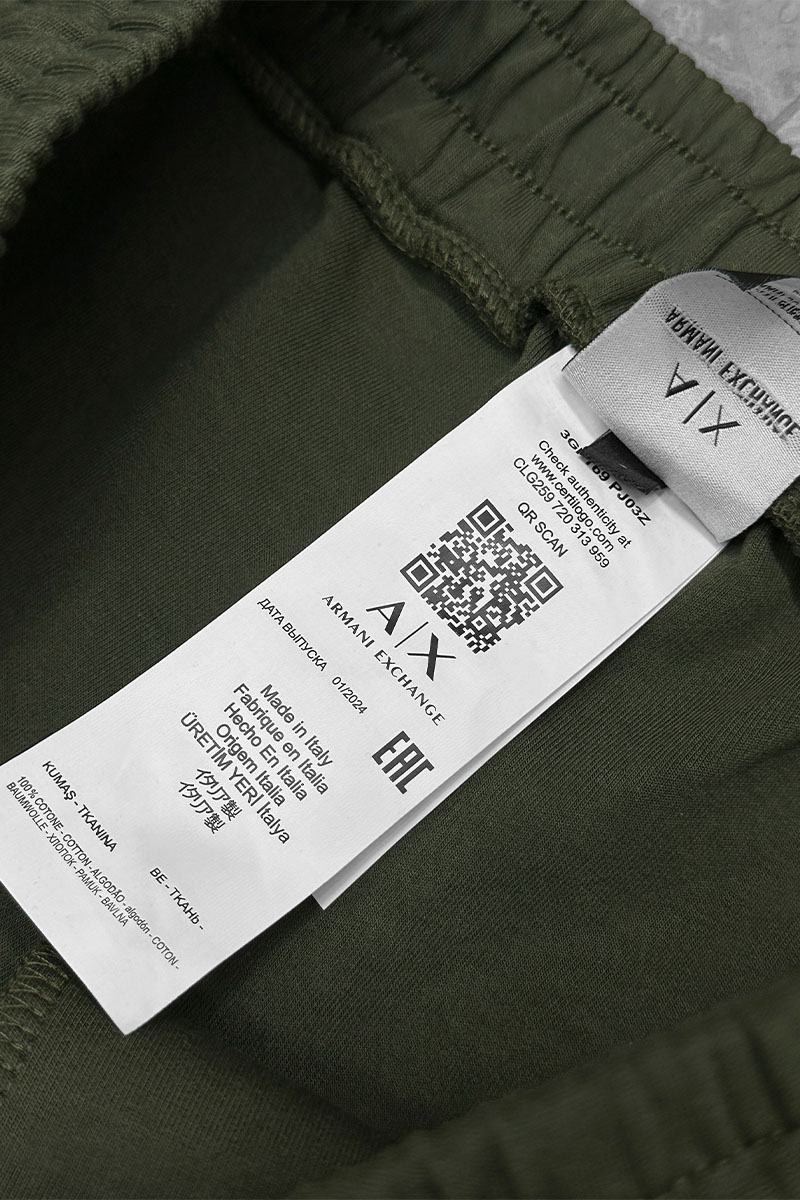 PJ03Z
Check authenticity at
www.certilogo.com
CLG259 720 313 959
QR SCAN
A|X
ARMANI EXCHANGE
ДАТА ВЫПУСКА 01/2024
EAC
Made in Italy
Fabrique en Italia
Hecho En Italia
Origem Italia
ÜRETİM YERİ Italya
イタリア製
イタリア製
KUMAŞ - TKANINA
BE - TKAHb -
100% COTONE - COTTON - ALGODÃO - algodón - COTON -
BAUMWOLLE - ХЛОПОК - PAMUK - BAVLNA
A|X
ARMANI EXCHANGE